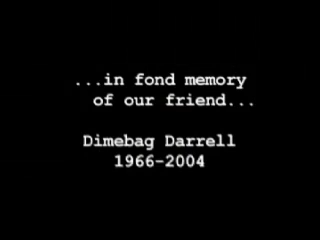 ...in fond memory
of our friend...
Dimebag Darrell
1966-2004